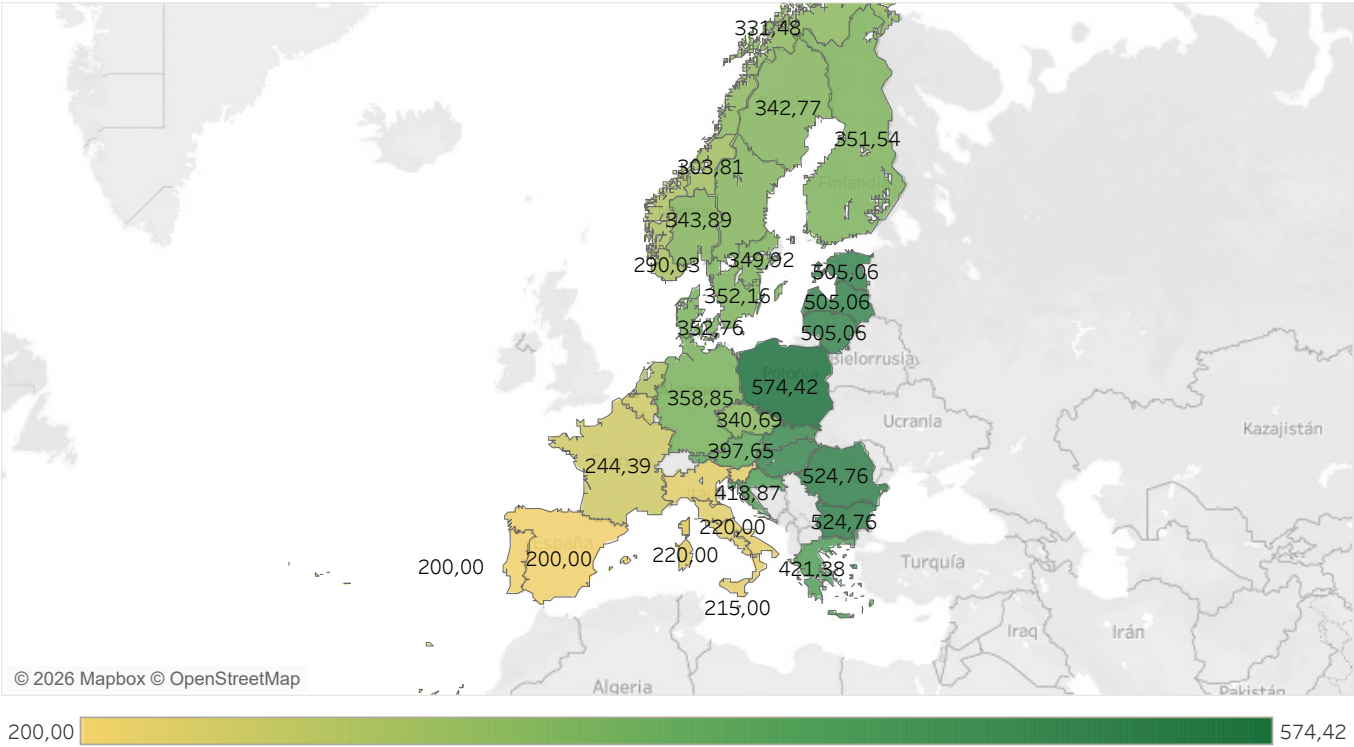 331,48
342,77
351,54
303,81
Finlandia
343,89
290,03
349,92
505,06
352,16
505,06
352,76
505,06
Bielorrusia
Polonia
574,42
358,85
340,69
Ucrania
Kazajistán
397,65
244,39
524,76
418,87
220,00
524,76
España
200,00
200,00
220,00
421,38
Turquía
215,00
Iraq
Irán
Argelia
Pakistán
© 2026 Mapbox © OpenStreetMap
200,00
574,42